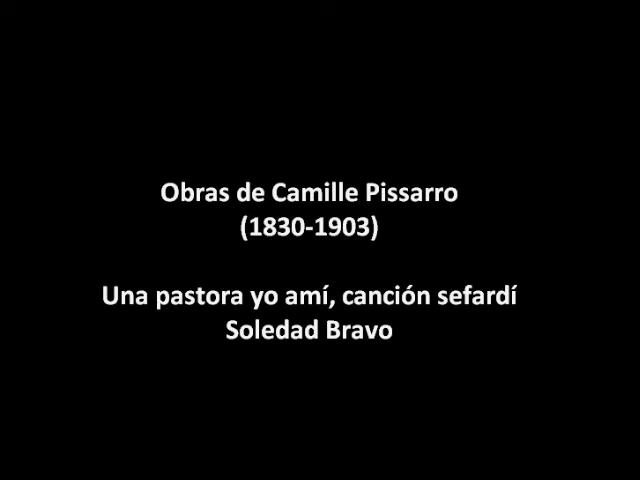 Obras de Camille Pissarro
(1830-1903)
Una pastora yo amí, canción sefardí
Soledad Bravo